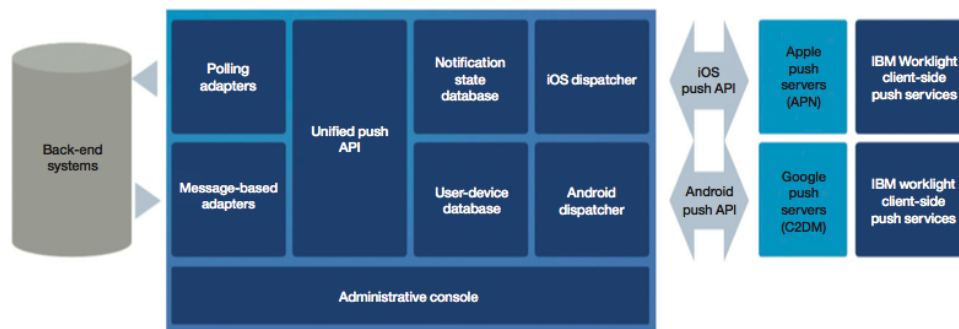 Back-end
systems
Polling
adapters
Message-based
adapters
Unified push
API
Notification
state
database
User-device
database
iOS dispatcher
Android
dispatcher
Administrative console
iOS
push API
Android
push API
Apple
push
servers
(APN)
Google
push
servers
(C2DM)
IBM Worklight
client-side
push services
IBM worklight
client-side
push services